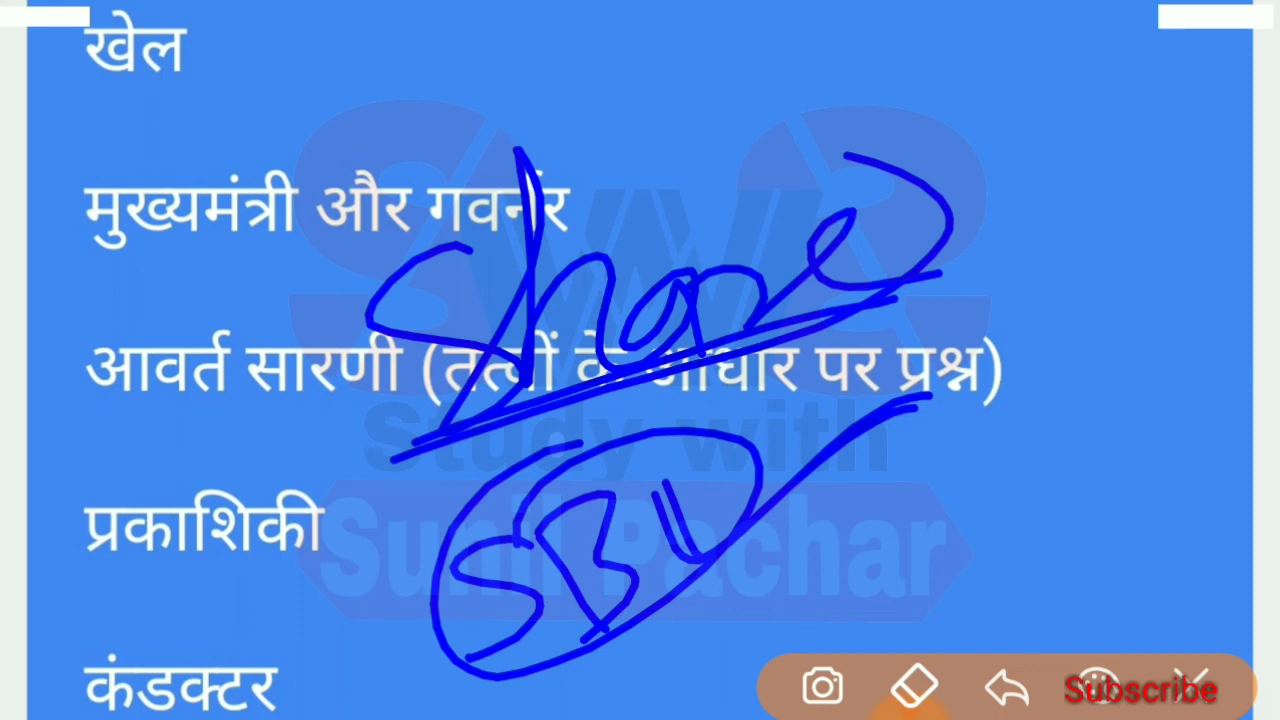 खेल
मुख्यमंत्री और गवर्नर
Share
आवर्त सारणी (तत्वों के आधार पर प्रश्न)
Study with
SBI
प्रकाशिकी
Sunil Pachar
कंडक्टर
Subscribe